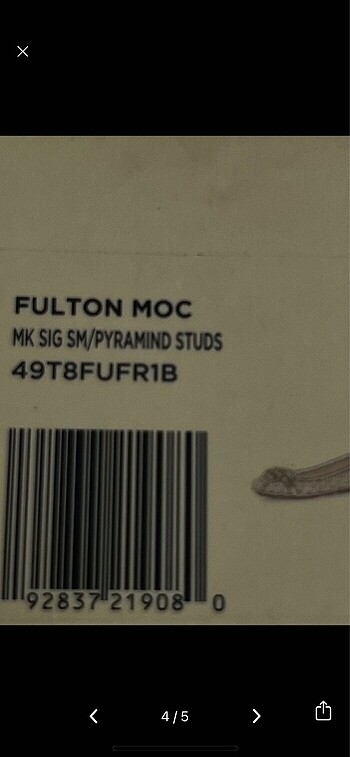 FULTON MOC
MK SIG SM/PYRAMIND STUDS
49T8FUFR1B
92837 21908 0
4/5